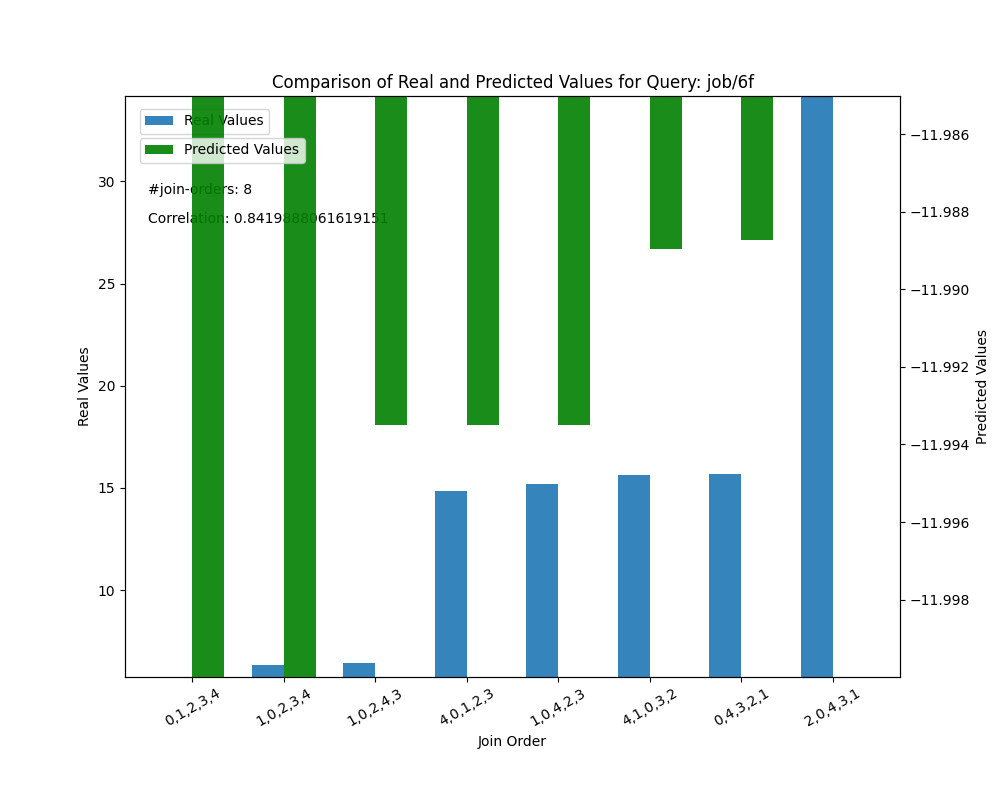 Comparison of Real and Predicted Values for Query: job/6f
Real Values
Predicted Values
#join-orders: 8
Correlation: 0.8419888061619151
30
25
20
15
10
Real Values
−11.986
−11.988
−11.990
−11.992
−11.994
−11.996
−11.998
Predicted Values
0,1,2,3,4
1,0,2,3,4
1,0,2,4,3
4,0,1,2,3
1,0,4,2,3
4,1,0,3,2
0,4,3,2,1
2,0,4,3,1
Join Order